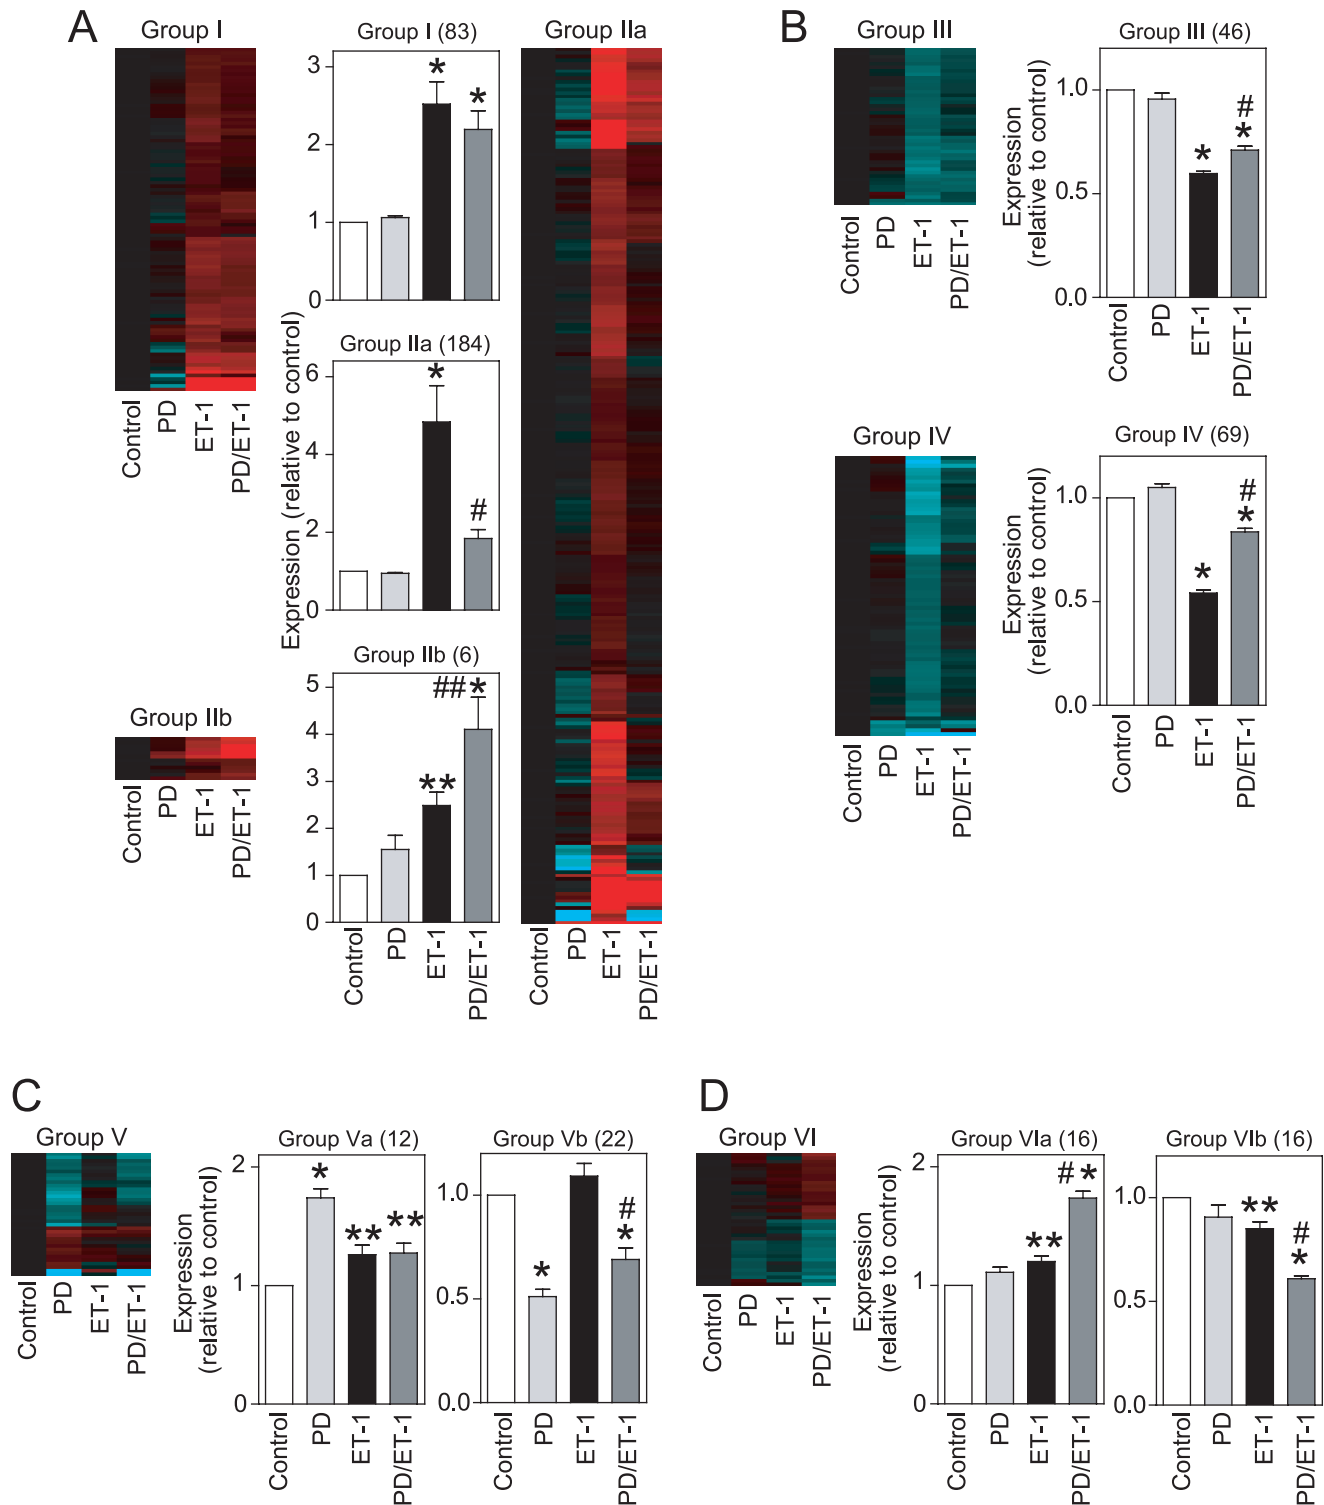 A
Group I
Control
PD
ET-1
PD/ET-1
Group I (83)
3
*
*
2
1
0
Expression (relative to control)
Group IIa (184)
6
*
4
#
2
0
Group IIb
Control
PD
ET-1
PD/ET-1
Group IIb (6)
5
##*
4
3
**
2
1
0
Control
PD
ET-1
PD/ET-1
Group IIa
Control
PD
ET-1
PD/ET-1
B
Group III
Control
PD
ET-1
PD/ET-1
Group III (46)
Expression
(relative to control)
1.0
#
*
*
0.5
0.0
Control
PD
ET-1
PD/ET-1
Group IV
Control
PD
ET-1
PD/ET-1
Group IV (69)
Expression
(relative to control)
1.0
#
*
*
0.5
0.0
Control
PD
ET-1
PD/ET-1
C
Group V
Control
PD
ET-1
PD/ET-1
Group Va (12)
Expression
(relative to control)
2
*
**
**
1
0
Control
PD
ET-1
PD/ET-1
Group Vb (22)
1.0
#
*
*
0.5
0.0
Control
PD
ET-1
PD/ET-1
D
Group VI
Control
PD
ET-1
PD/ET-1
Group VIa (16)
Expression
(relative to control)
2
#*
**
1
0
Control
PD
ET-1
PD/ET-1
Group VIb (16)
1.0
**
#
*
0.5
0.0
Control
PD
ET-1
PD/ET-1